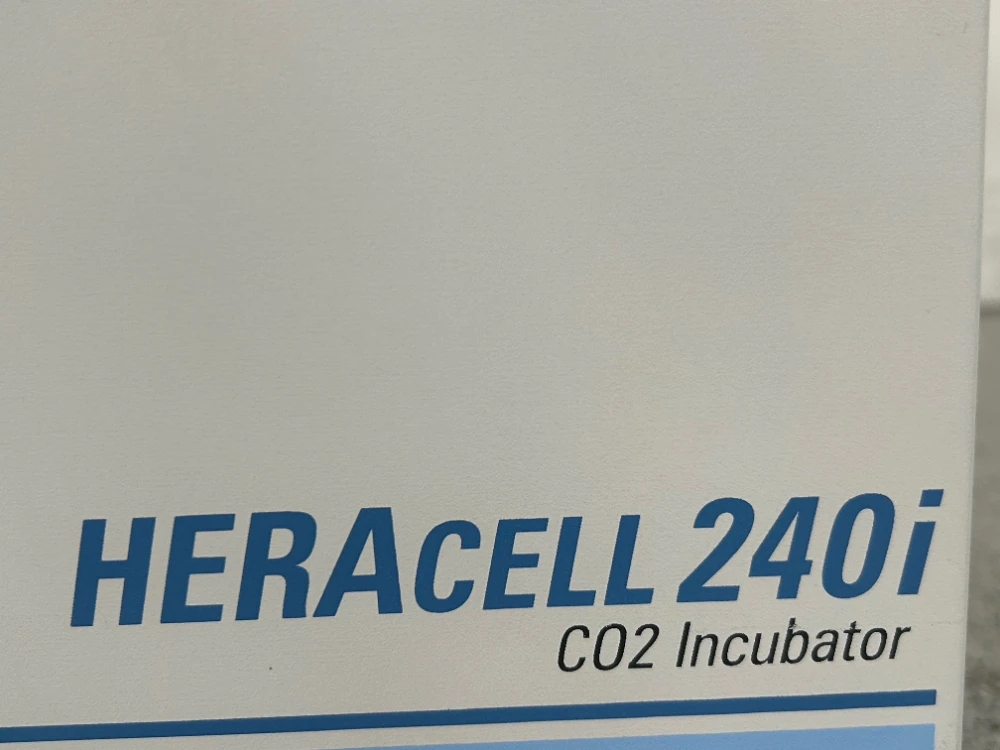 HERACELL 240i
CO2 Incubator